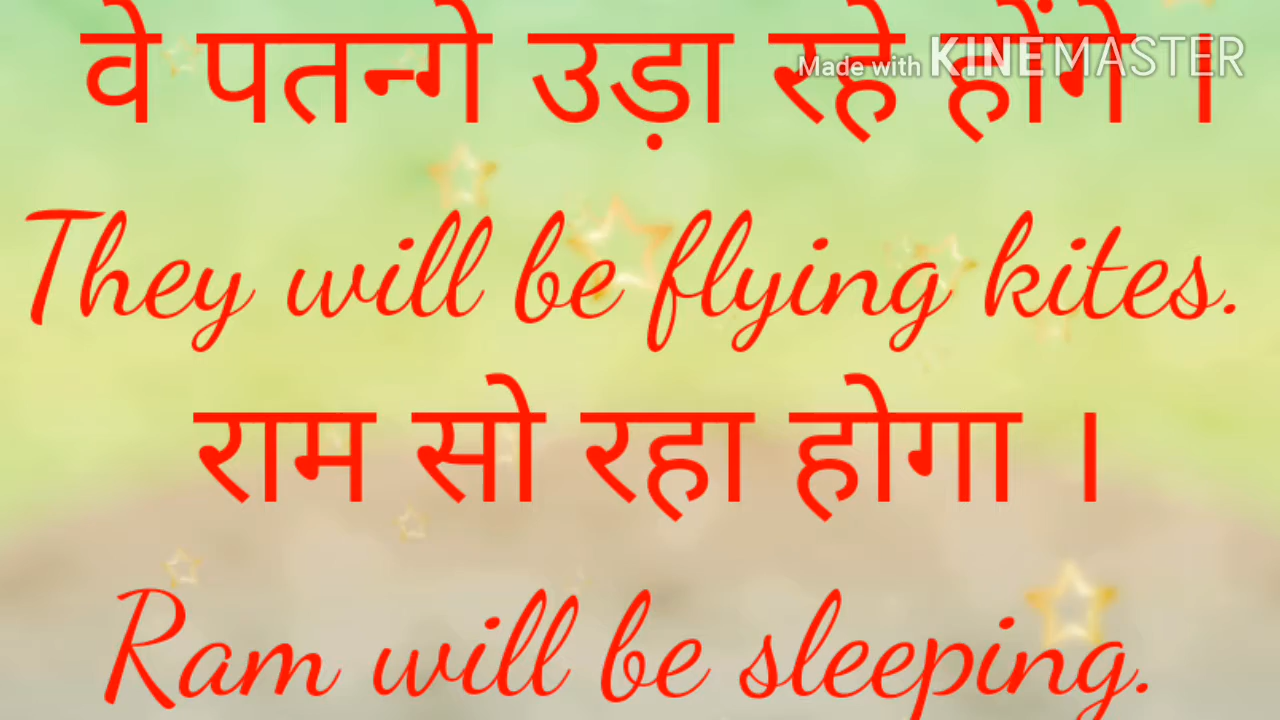 वे पतन्गे उड़ा रहे होंगे ।
Made with KINEMASTER
They will be flying kites.
राम सो रहा होगा ।
Ram will be sleeping.